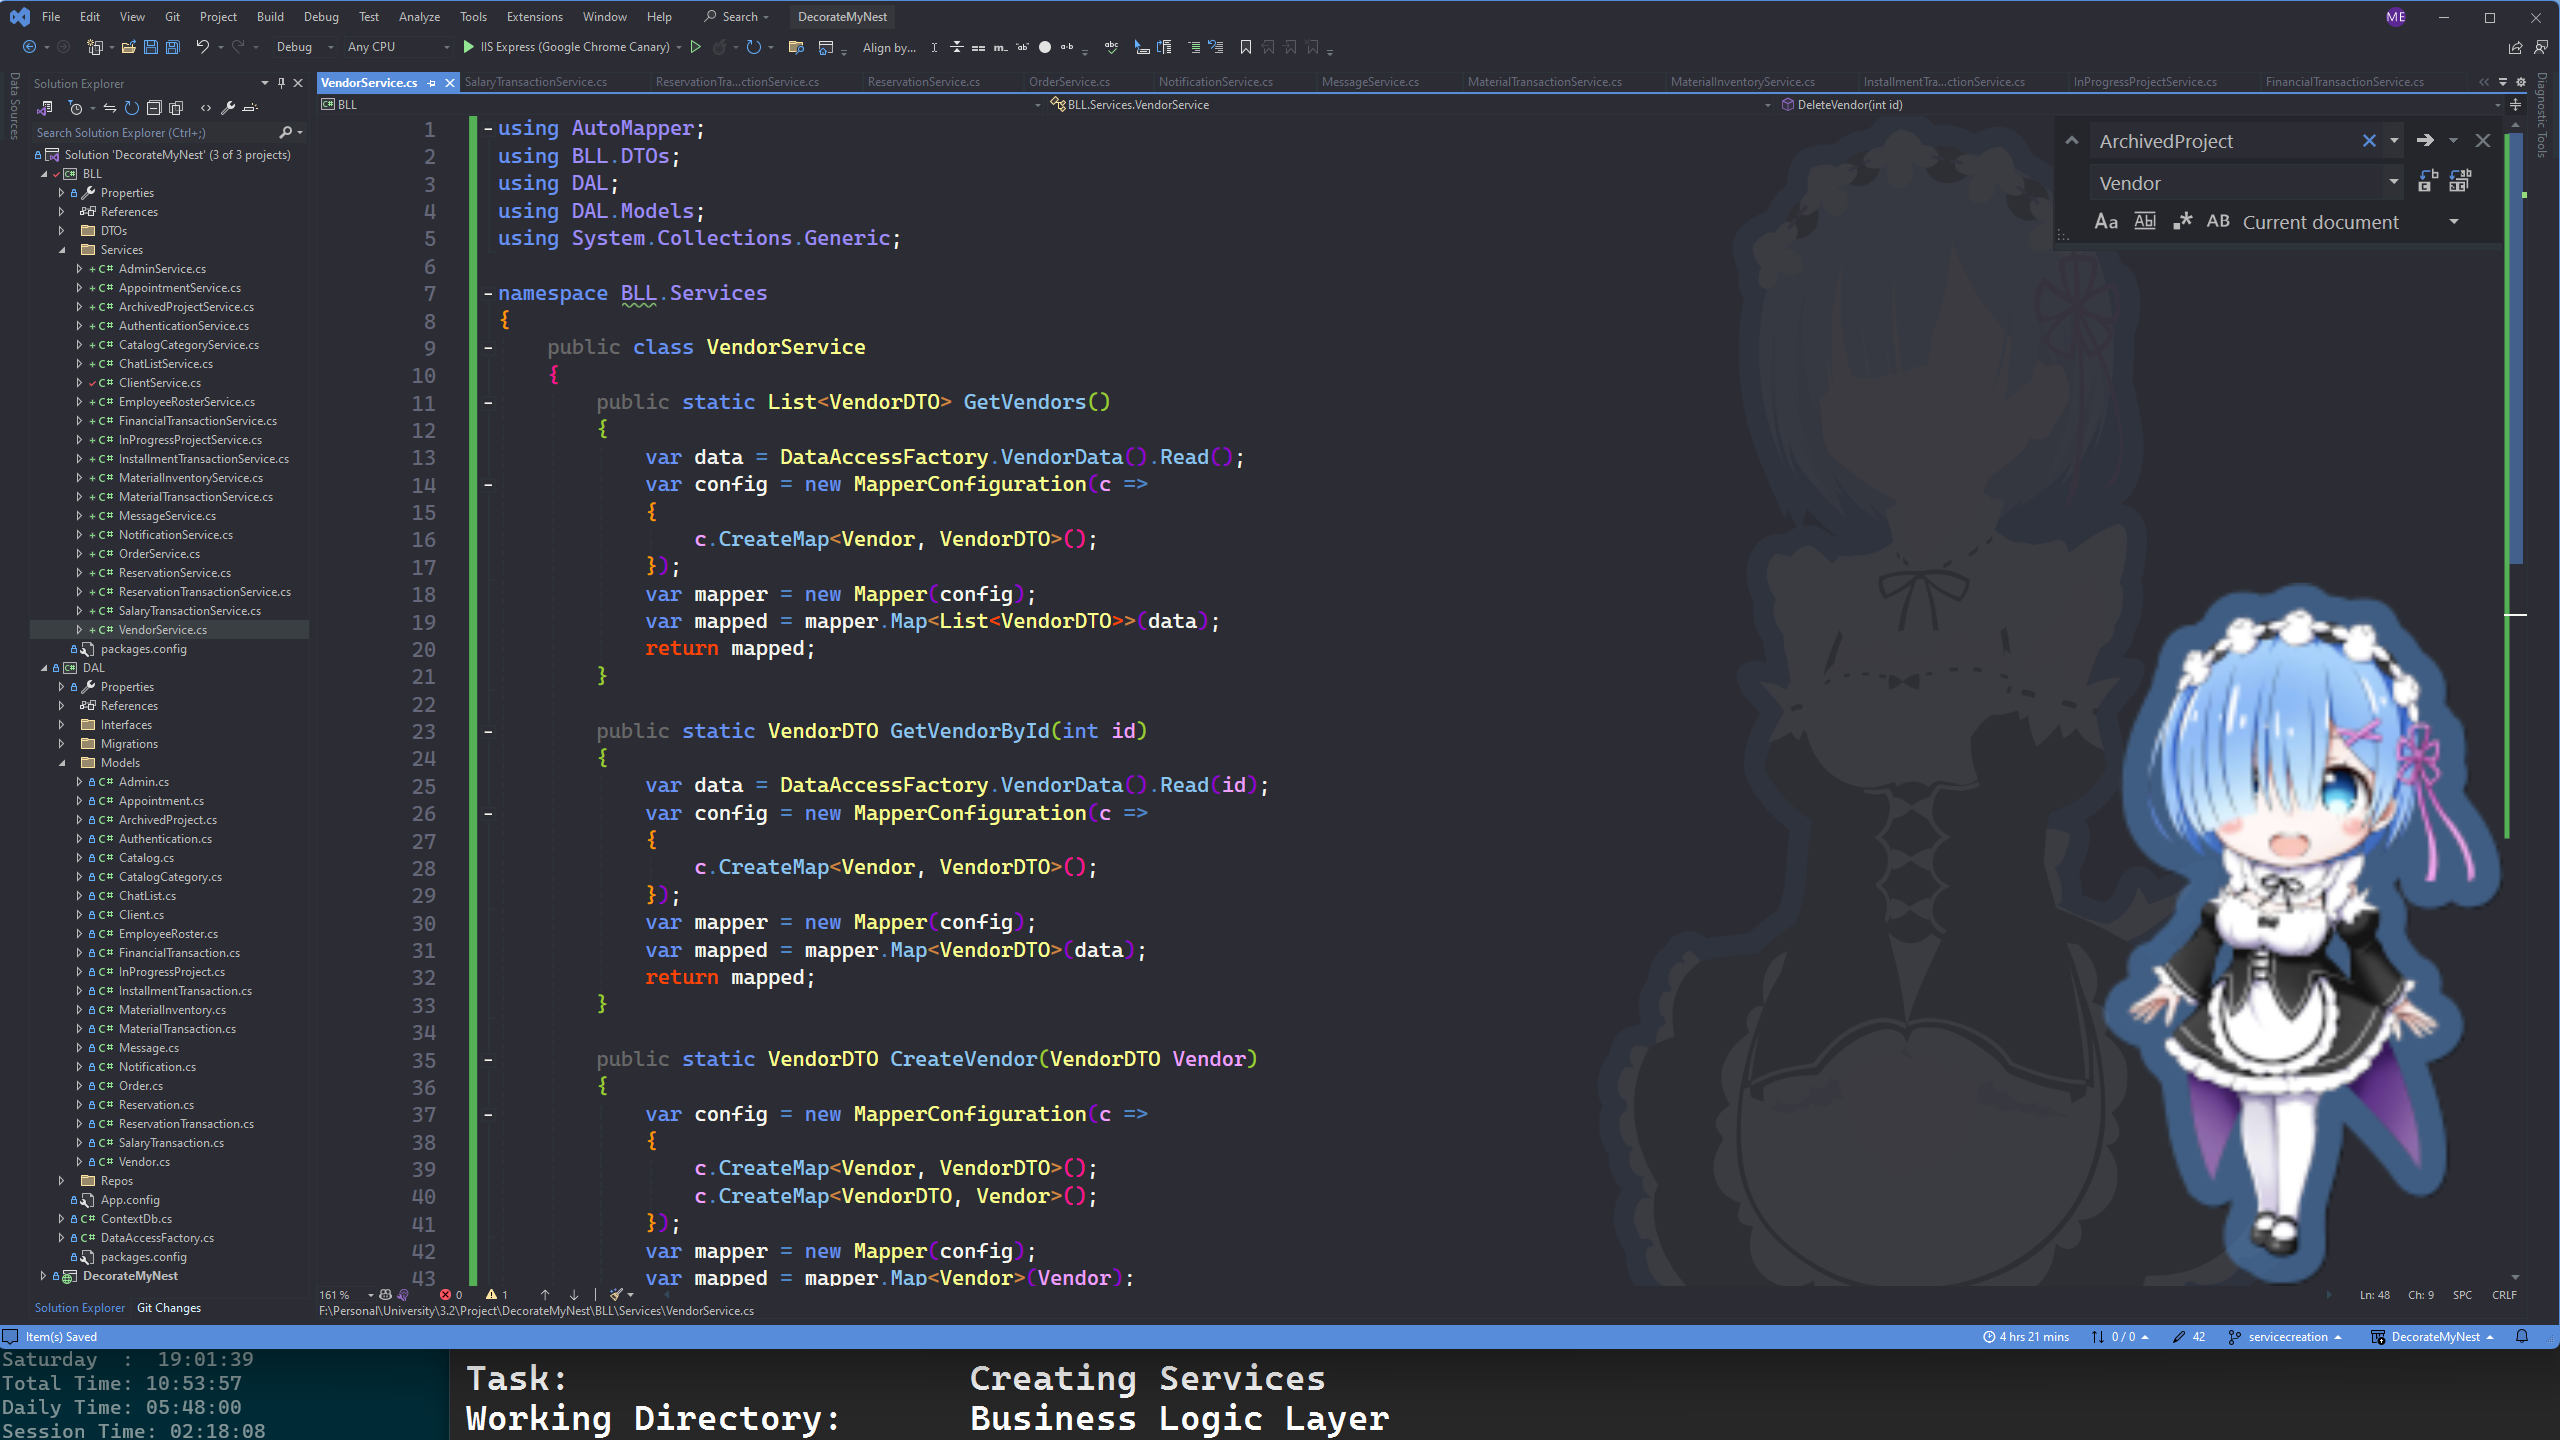 File Edit View Git Project Build Debug Test Analyze Tools Extensions Window Help Search DecorateMyNest ME
Debug Any CPU IIS Express (Google Chrome Canary) Align by...
Data Sources
Solution Explorer
Search Solution Explorer (Ctrl+;)
Solution 'DecorateMyNest' (3 of 3 projects)
BLL
Properties
References
DTOs
Services
AdminService.cs
AppointmentService.cs
ArchivedProjectService.cs
AuthenticationService.cs
CatalogCategoryService.cs
ChatListService.cs
ClientService.cs
EmployeeRosterService.cs
FinancialTransactionService.cs
InProgressProjectService.cs
InstallmentTransactionService.cs
MaterialInventoryService.cs
MaterialTransactionService.cs
MessageService.cs
NotificationService.cs
OrderService.cs
ReservationService.cs
ReservationTransactionService.cs
SalaryTransactionService.cs
VendorService.cs
packages.config
DAL
Properties
References
Interfaces
Migrations
Models
Admin.cs
Appointment.cs
ArchivedProject.cs
Authentication.cs
Catalog.cs
CatalogCategory.cs
ChatList.cs
Client.cs
EmployeeRoster.cs
FinancialTransaction.cs
InProgressProject.cs
InstallmentTransaction.cs
MaterialInventory.cs
MaterialTransaction.cs
Message.cs
Notification.cs
Order.cs
Reservation.cs
ReservationTransaction.cs
SalaryTransaction.cs
Vendor.cs
Repos
App.config
ContextDb.cs
DataAccessFactory.cs
packages.config
DecorateMyNest
Solution Explorer Git Changes
VendorService.cs SalaryTransactionService.cs ReservationTra...ctionService.cs ReservationService.cs OrderService.cs NotificationService.cs MessageService.cs MaterialTransactionService.cs MaterialInventoryService.cs InstallmentTra...ctionService.cs InProgressProjectService.cs FinancialTransactionService.cs
BLL BLL.Services.VendorService DeleteVendor(int id)
1 using AutoMapper;
2 using BLL.DTOs;
3 using DAL;
4 using DAL.Models;
5 using System.Collections.Generic;
6
7 namespace BLL.Services
8 {
9 public class VendorService
10 {
11 public static List<VendorDTO> GetVendors()
12 {
13 var data = DataAccessFactory.VendorData().Read();
14 var config = new MapperConfiguration(c =>
15 {
16 c.CreateMap<Vendor, VendorDTO>();
17 });
18 var mapper = new Mapper(config);
19 var mapped = mapper.Map<List<VendorDTO>>(data);
20 return mapped;
21 }
22
23 public static VendorDTO GetVendorById(int id)
24 {
25 var data = DataAccessFactory.VendorData().Read(id);
26 var config = new MapperConfiguration(c =>
27 {
28 c.CreateMap<Vendor, VendorDTO>();
29 });
30 var mapper = new Mapper(config);
31 var mapped = mapper.Map<VendorDTO>(data);
32 return mapped;
33 }
34
35 public static VendorDTO CreateVendor(VendorDTO Vendor)
36 {
37 var config = new MapperConfiguration(c =>
38 {
39 c.CreateMap<Vendor, VendorDTO>();
40 c.CreateMap<VendorDTO, Vendor>();
41 });
42 var mapper = new Mapper(config);
43 var mapped = mapper.Map<Vendor>(Vendor);
ArchivedProject
Vendor
Aa Abl .* AB Current document
Diagnostic Tools
161 % 0 1 Ln: 48 Ch: 9 SPC CRLF
F:\Personal\University\3.2\Project\DecorateMyNest\BLL\Services\VendorService.cs
Item(s) Saved 4 hrs 21 mins 0 / 0 42 servicecreation DecorateMyNest
Saturday : 19:01:39
Total Time: 10:53:57
Daily Time: 05:48:00
Session Time: 02:18:08
Task: Creating Services
Working Directory: Business Logic Layer